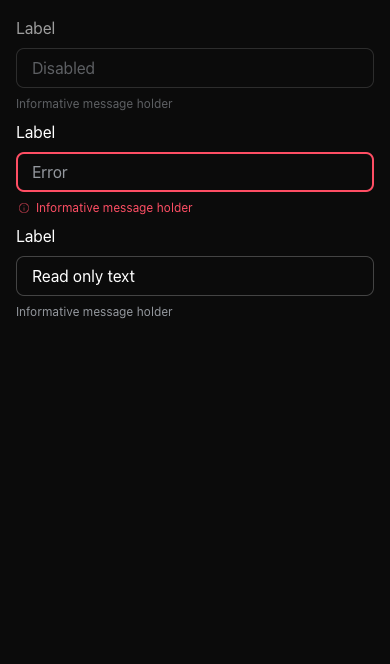 Label
Disabled
Informative message holder
Label
Error
Informative message holder
Label
Read only text
Informative message holder